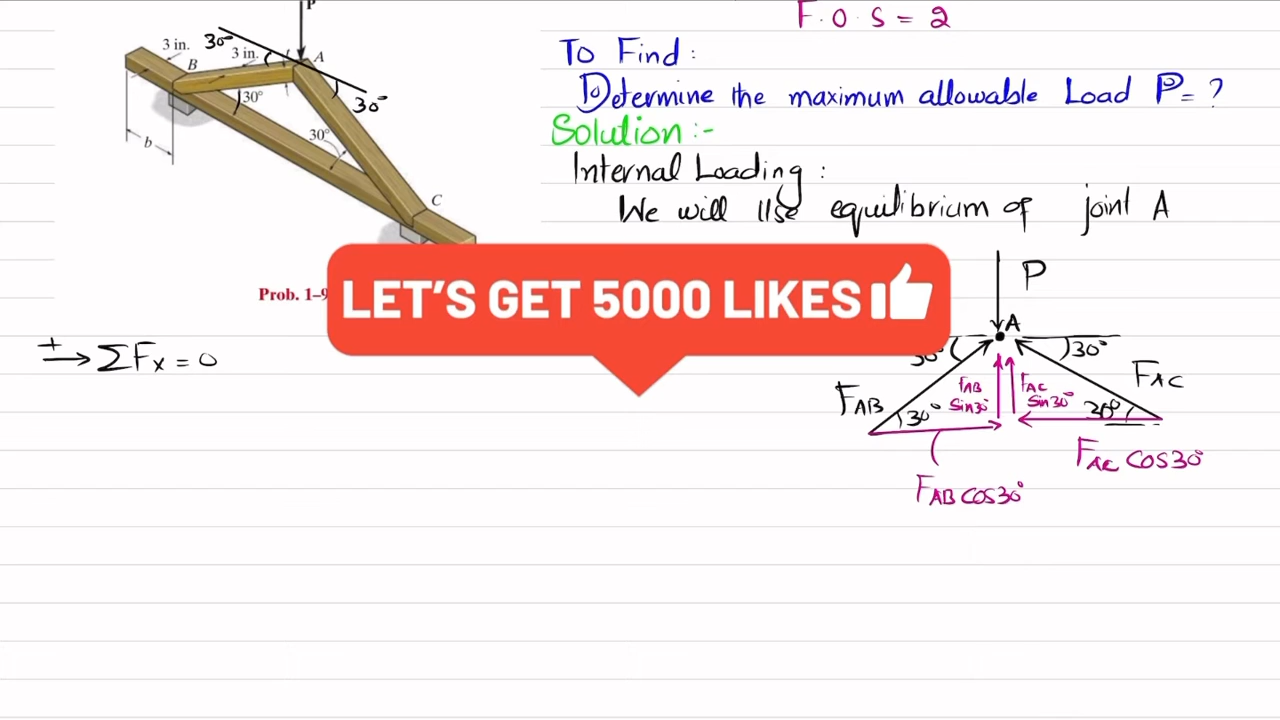 P
F.O.S = 2
3 in.
30°
3 in.
A
B
30°
30°
30°
b
C
Prob. 1–9
To Find :
Determine the maximum allowable Load P = ?
Solution :-
Internal Loading :
We will Use equilibrium of joint A
LET'S GET 5000 LIKES
P
A
30°
30°
+→ ΣFx = 0
FAB
FAB sin30°
FAC sin30°
FAC
30°
30°
FAC cos30°
FAB cos30°